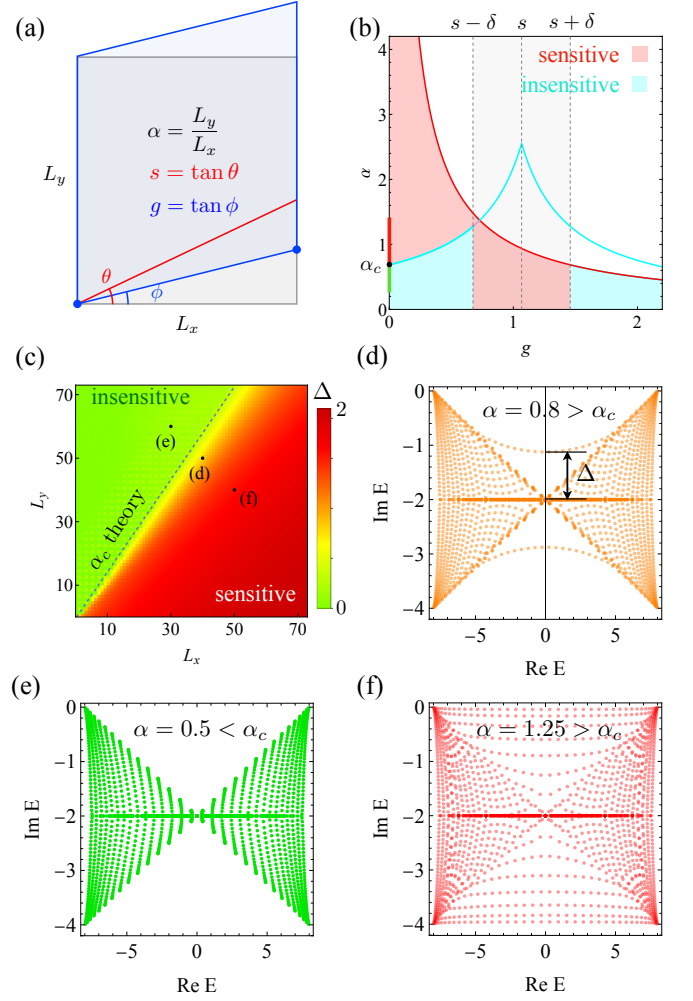 (a)
α = L_y / L_x
s = tan θ
g = tan ϕ
L_y
θ
ϕ
L_x
(b)
s − δ s s + δ
sensitive
insensitive
4
3
2
1
0
α
α_c
0 1 2
g
(c)
insensitive
(e)
(d)
(f)
α_c theory
sensitive
70
50
30
10
L_y
10 30 50 70
L_x
Δ
2
0
(d)
α = 0.8 > α_c
Δ
0
−1
−2
−3
−4
Im E
−5 0 5
Re E
(e)
α = 0.5 < α_c
0
−1
−2
−3
−4
Im E
−5 0 5
Re E
(f)
α = 1.25 > α_c
0
−1
−2
−3
−4
Im E
−5 0 5
Re E